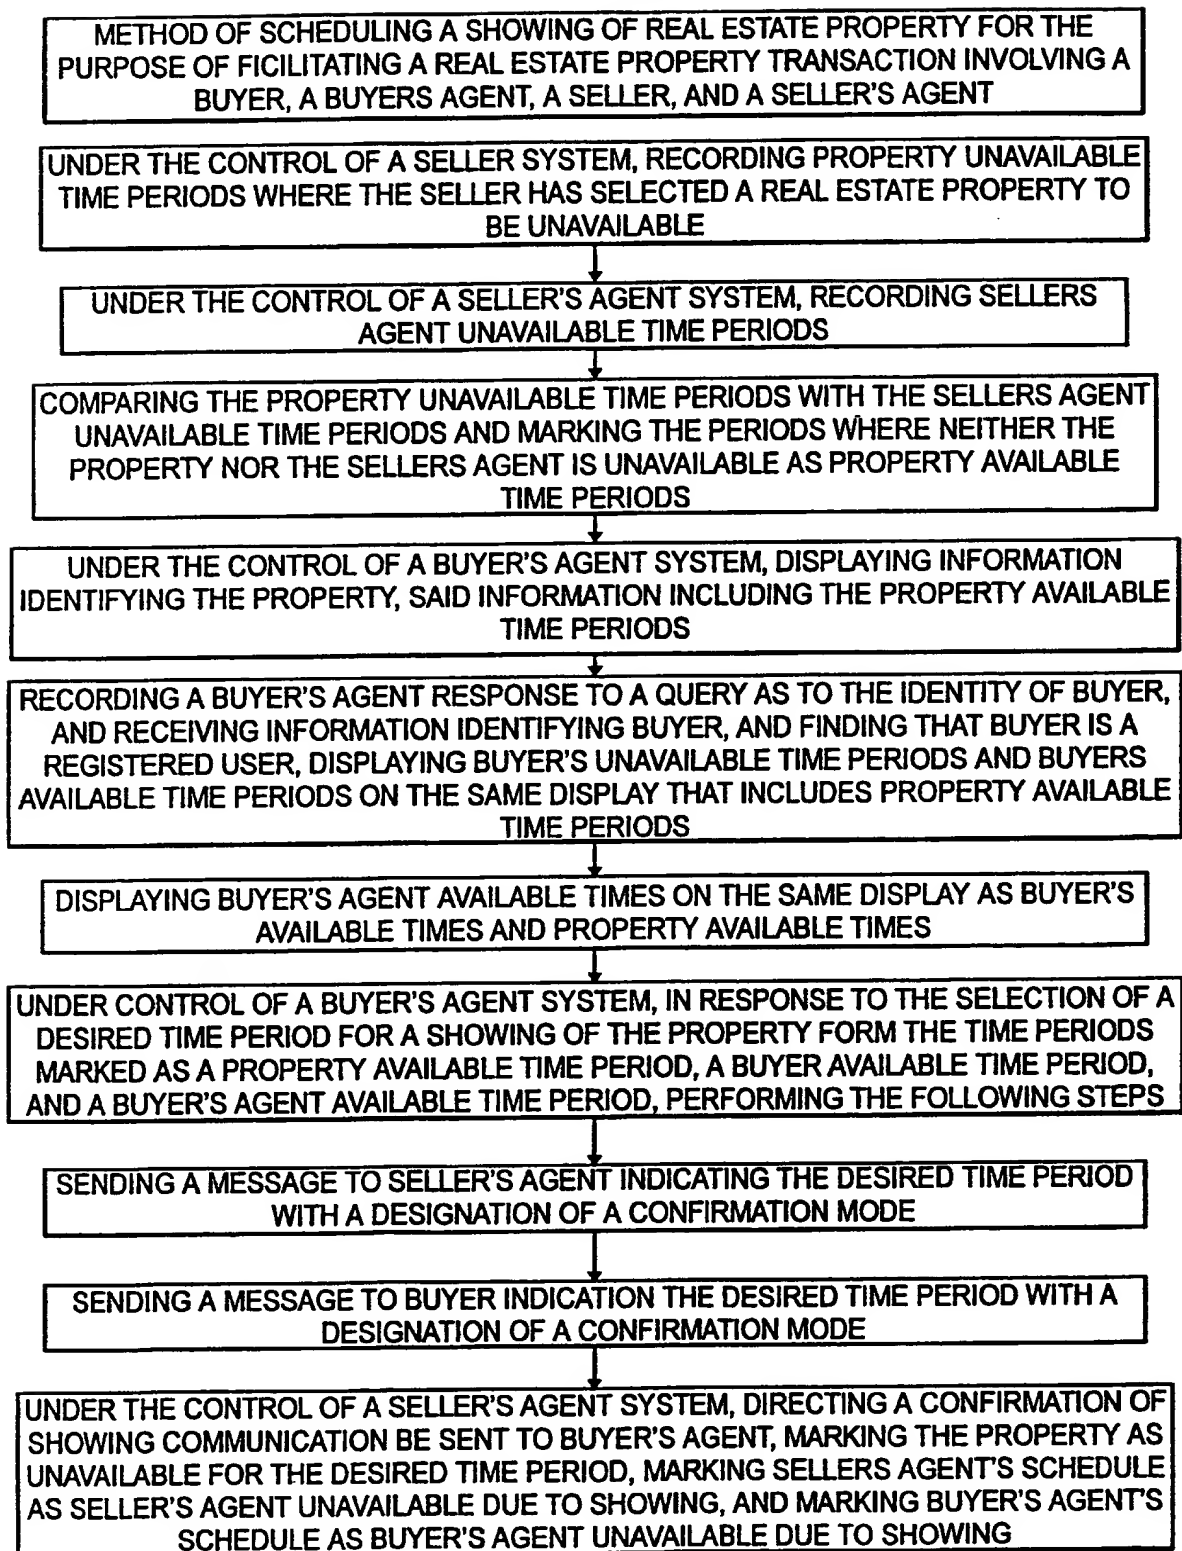 METHOD OF SCHEDULING A SHOWING OF REAL ESTATE PROPERTY FOR THE
PURPOSE OF FICILITATING A REAL ESTATE PROPERTY TRANSACTION INVOLVING A
BUYER, A BUYERS AGENT, A SELLER, AND A SELLER'S AGENT
UNDER THE CONTROL OF A SELLER SYSTEM, RECORDING PROPERTY UNAVAILABLE
TIME PERIODS WHERE THE SELLER HAS SELECTED A REAL ESTATE PROPERTY TO
BE UNAVAILABLE
UNDER THE CONTROL OF A SELLER'S AGENT SYSTEM, RECORDING SELLERS
AGENT UNAVAILABLE TIME PERIODS
COMPARING THE PROPERTY UNAVAILABLE TIME PERIODS WITH THE SELLERS AGENT
UNAVAILABLE TIME PERIODS AND MARKING THE PERIODS WHERE NEITHER THE
PROPERTY NOR THE SELLERS AGENT IS UNAVAILABLE AS PROPERTY AVAILABLE
TIME PERIODS
UNDER THE CONTROL OF A BUYER'S AGENT SYSTEM, DISPLAYING INFORMATION
IDENTIFYING THE PROPERTY, SAID INFORMATION INCLUDING THE PROPERTY AVAILABLE
TIME PERIODS
RECORDING A BUYER'S AGENT RESPONSE TO A QUERY AS TO THE IDENTITY OF BUYER,
AND RECEIVING INFORMATION IDENTIFYING BUYER, AND FINDING THAT BUYER IS A
REGISTERED USER, DISPLAYING BUYER'S UNAVAILABLE TIME PERIODS AND BUYERS
AVAILABLE TIME PERIODS ON THE SAME DISPLAY THAT INCLUDES PROPERTY AVAILABLE
TIME PERIODS
DISPLAYING BUYER'S AGENT AVAILABLE TIMES ON THE SAME DISPLAY AS BUYER'S
AVAILABLE TIMES AND PROPERTY AVAILABLE TIMES
UNDER CONTROL OF A BUYER'S AGENT SYSTEM, IN RESPONSE TO THE SELECTION OF A
DESIRED TIME PERIOD FOR A SHOWING OF THE PROPERTY FORM THE TIME PERIODS
MARKED AS A PROPERTY AVAILABLE TIME PERIOD, A BUYER AVAILABLE TIME PERIOD,
AND A BUYER'S AGENT AVAILABLE TIME PERIOD, PERFORMING THE FOLLOWING STEPS
SENDING A MESSAGE TO SELLER'S AGENT INDICATING THE DESIRED TIME PERIOD
WITH A DESIGNATION OF A CONFIRMATION MODE
SENDING A MESSAGE TO BUYER INDICATION THE DESIRED TIME PERIOD WITH A
DESIGNATION OF A CONFIRMATION MODE
UNDER THE CONTROL OF A SELLER'S AGENT SYSTEM, DIRECTING A CONFIRMATION OF
SHOWING COMMUNICATION BE SENT TO BUYER'S AGENT, MARKING THE PROPERTY AS
UNAVAILABLE FOR THE DESIRED TIME PERIOD, MARKING SELLERS AGENT'S SCHEDULE
AS SELLER'S AGENT UNAVAILABLE DUE TO SHOWING, AND MARKING BUYER'S AGENT'S
SCHEDULE AS BUYER'S AGENT UNAVAILABLE DUE TO SHOWING